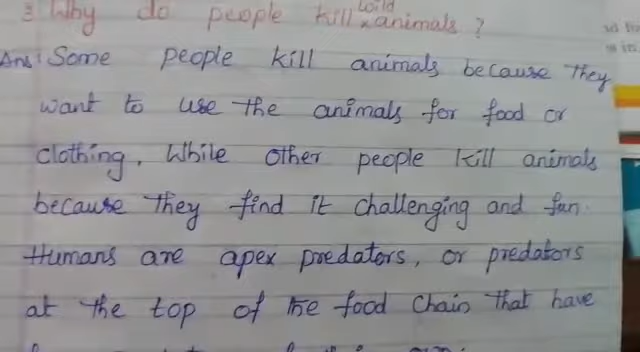 3. Why do people kill wild animals?
Ans: Some people kill animals because they
want to use the animals for food or
clothing. While other people kill animals
because they find it challenging and fun.
Humans are apex predators, or predators
at the top of the food chain that have